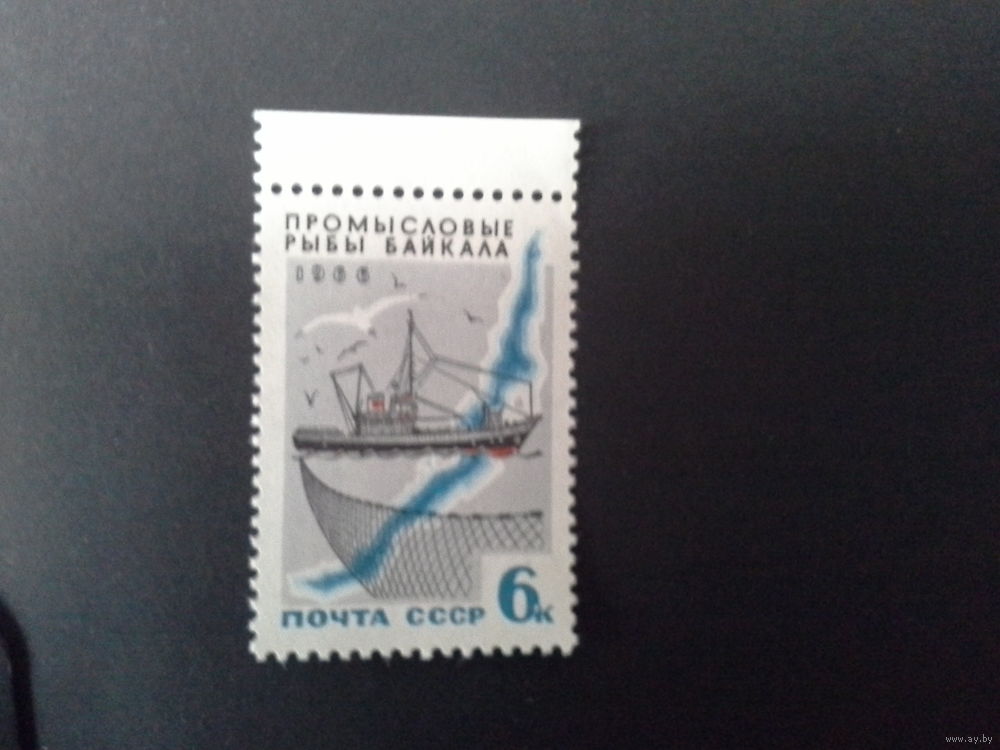 ПРОМЫСЛОВЫЕ
РЫБЫ БАЙКАЛА
1966
ПОЧТА СССР 6к
www.ay.by